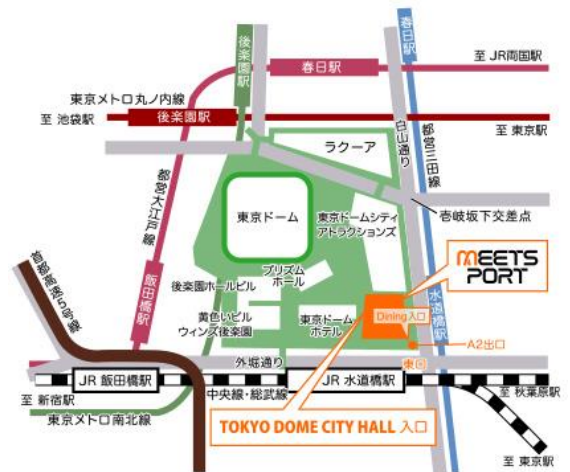 後楽園駅
春日駅
春日駅
至 JR両国駅
東京メトロ丸ノ内線
至 池袋駅
後楽園駅
至 東京駅
ラクーア
白山通り
都営三田線
都営大江戸線
東京ドーム
東京ドームシティ
アトラクションズ
壱岐坂下交差点
首都高速5号線
飯田橋駅
プリズム
ホール
後楽園ホールビル
黄色いビル
ウィンズ後楽園
東京ドーム
ホテル
MEETS
PORT
Dining入口
水道橋駅
A2出口
外堀通り
東口
JR 飯田橋駅
中央線・総武線
JR 水道橋駅
至 新宿駅
至 秋葉原駅
東京メトロ南北線
TOKYO DOME CITY HALL 入口
至 東京駅